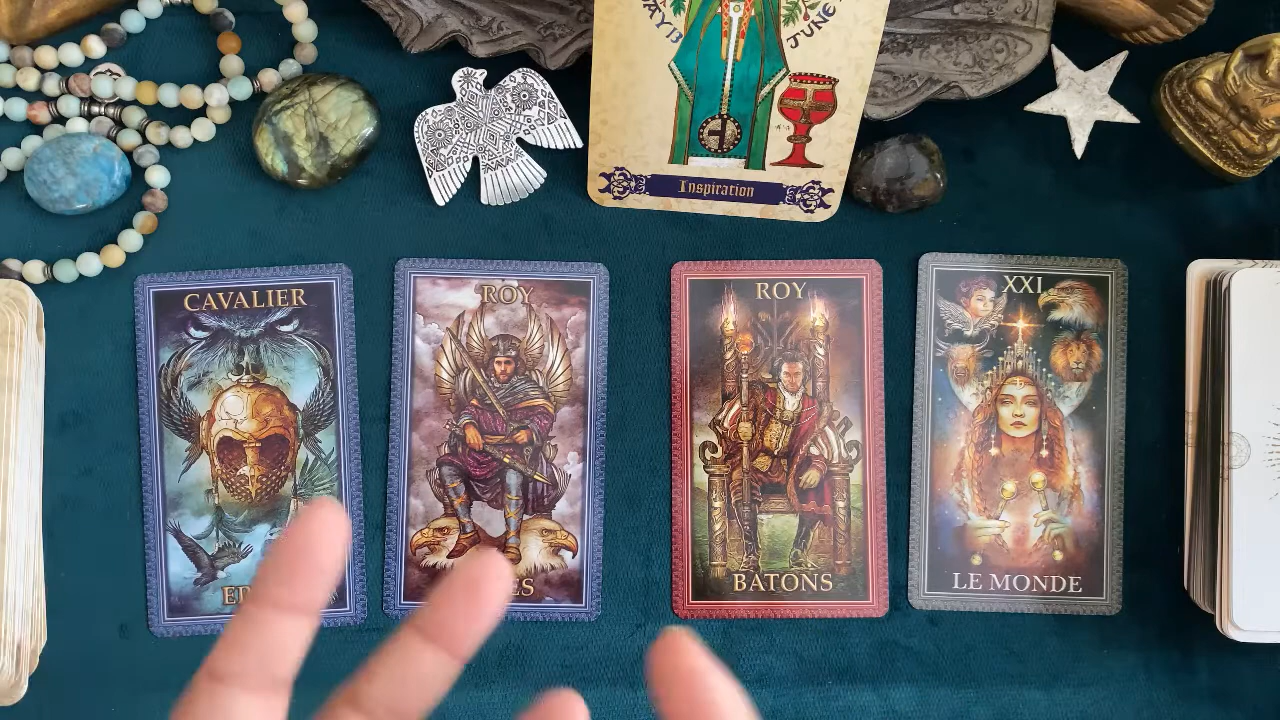 MAY 13
JUNE
Inspiration
CAVALIER
ROY
ROY
BATONS
XXI
LE MONDE